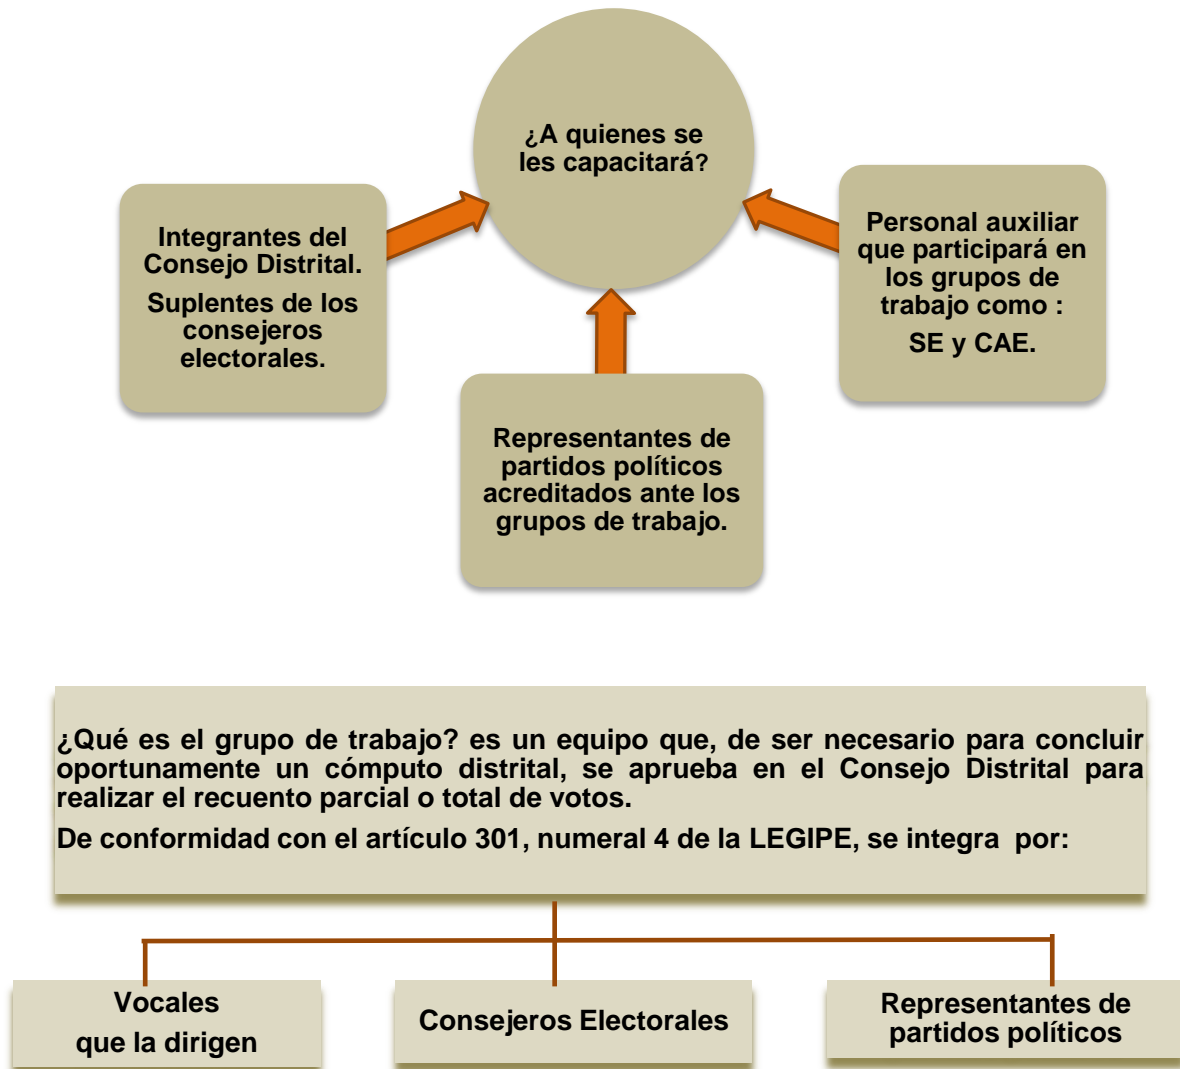 ¿A quienes se
les capacitará?
Integrantes del
Consejo Distrital.
Suplentes de los
consejeros
electorales.
Personal auxiliar
que participará en
los grupos de
trabajo como :
SE y CAE.
Representantes de
partidos políticos
acreditados ante los
grupos de trabajo.
¿Qué es el grupo de trabajo? es un equipo que, de ser necesario para concluir
oportunamente un cómputo distrital, se aprueba en el Consejo Distrital para
realizar el recuento parcial o total de votos.
De conformidad con el artículo 301, numeral 4 de la LEGIPE, se integra por:
Vocales
que la dirigen
Consejeros Electorales
Representantes de
partidos políticos